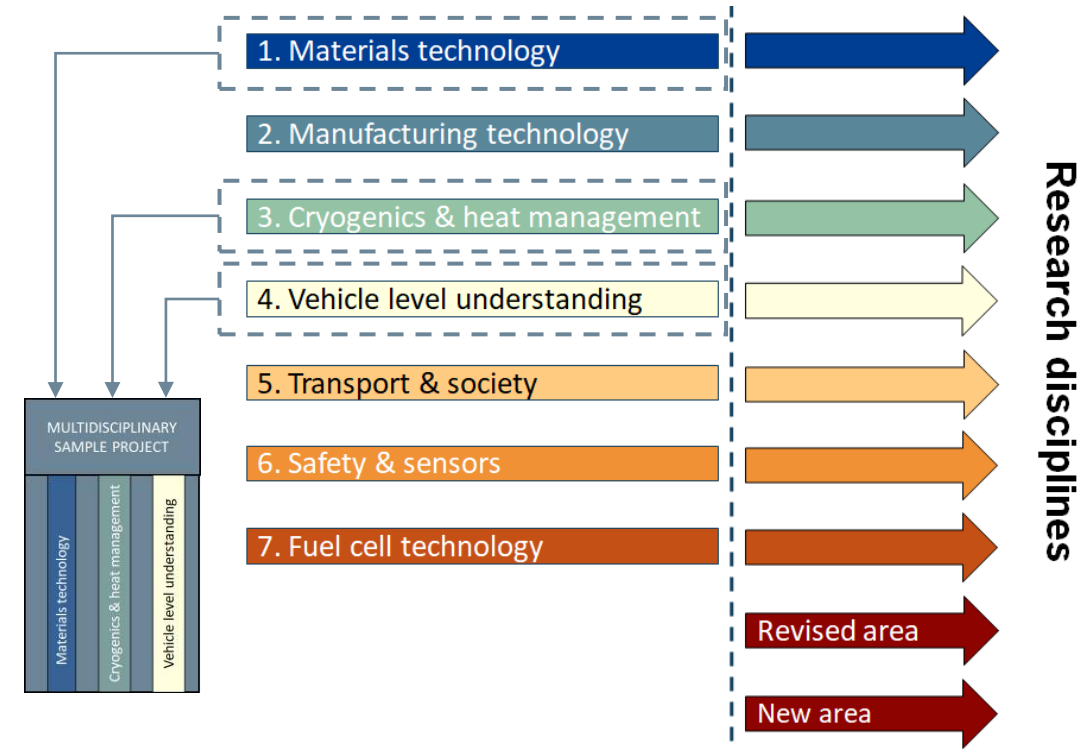 1. Materials technology
2. Manufacturing technology
3. Cryogenics & heat management
4. Vehicle level understanding
5. Transport & society
6. Safety & sensors
7. Fuel cell technology
MULTIDISCIPLINARY
SAMPLE PROJECT
Materials technology
Cryogenics & heat management
Vehicle level understanding
Revised area
New area
Research disciplines